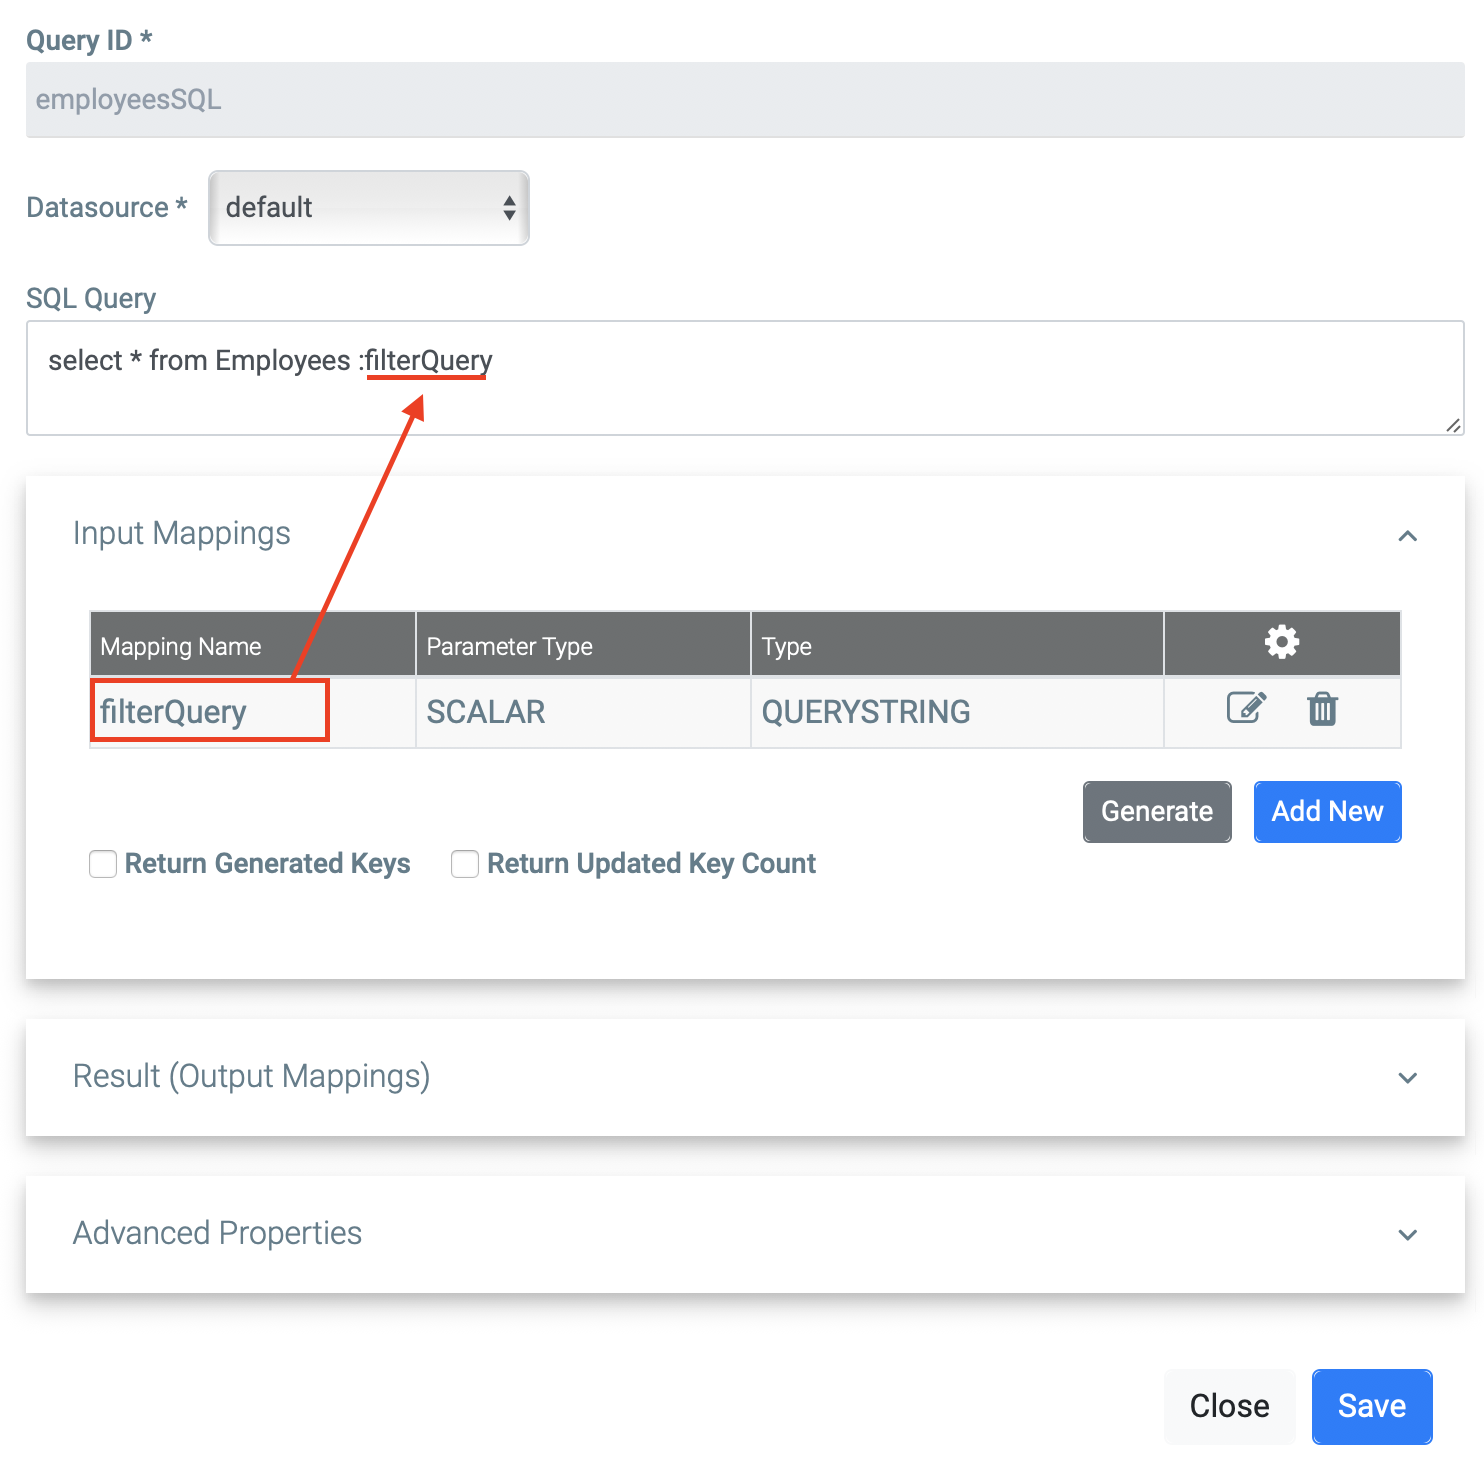 Query ID *
employeesSQL
Datasource * default
SQL Query
select * from Employees :filterQuery
Input Mappings
Mapping Name Parameter Type Type
filterQuery SCALAR QUERYSTRING
Generate Add New
Return Generated Keys Return Updated Key Count
Result (Output Mappings)
Advanced Properties
Close Save